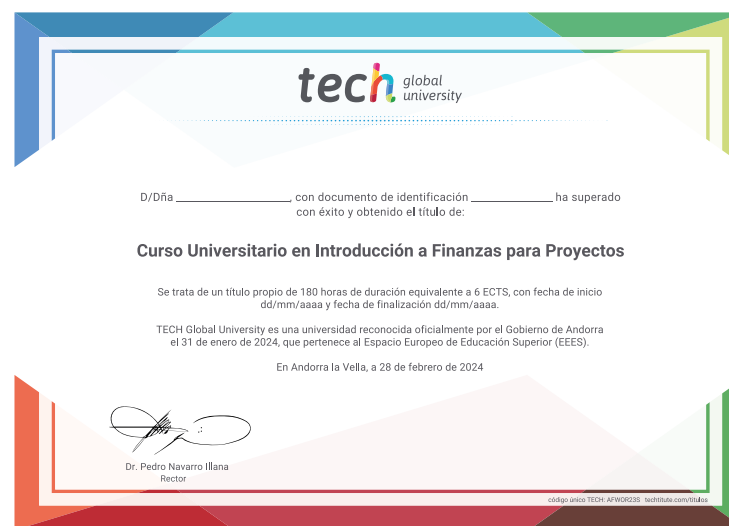 tech global university
D/Dña ____________________, con documento de identificación ______________ ha superado
con éxito y obtenido el título de:
Curso Universitario en Introducción a Finanzas para Proyectos
Se trata de un título propio de 180 horas de duración equivalente a 6 ECTS, con fecha de inicio
dd/mm/aaaa y fecha de finalización dd/mm/aaaa.
TECH Global University es una universidad reconocida oficialmente por el Gobierno de Andorra
el 31 de enero de 2024, que pertenece al Espacio Europeo de Educación Superior (EEES).
En Andorra la Vella, a 28 de febrero de 2024
Dr. Pedro Navarro Illana
Rector
código único TECH: AFWOR23S techtitute.com/titulos